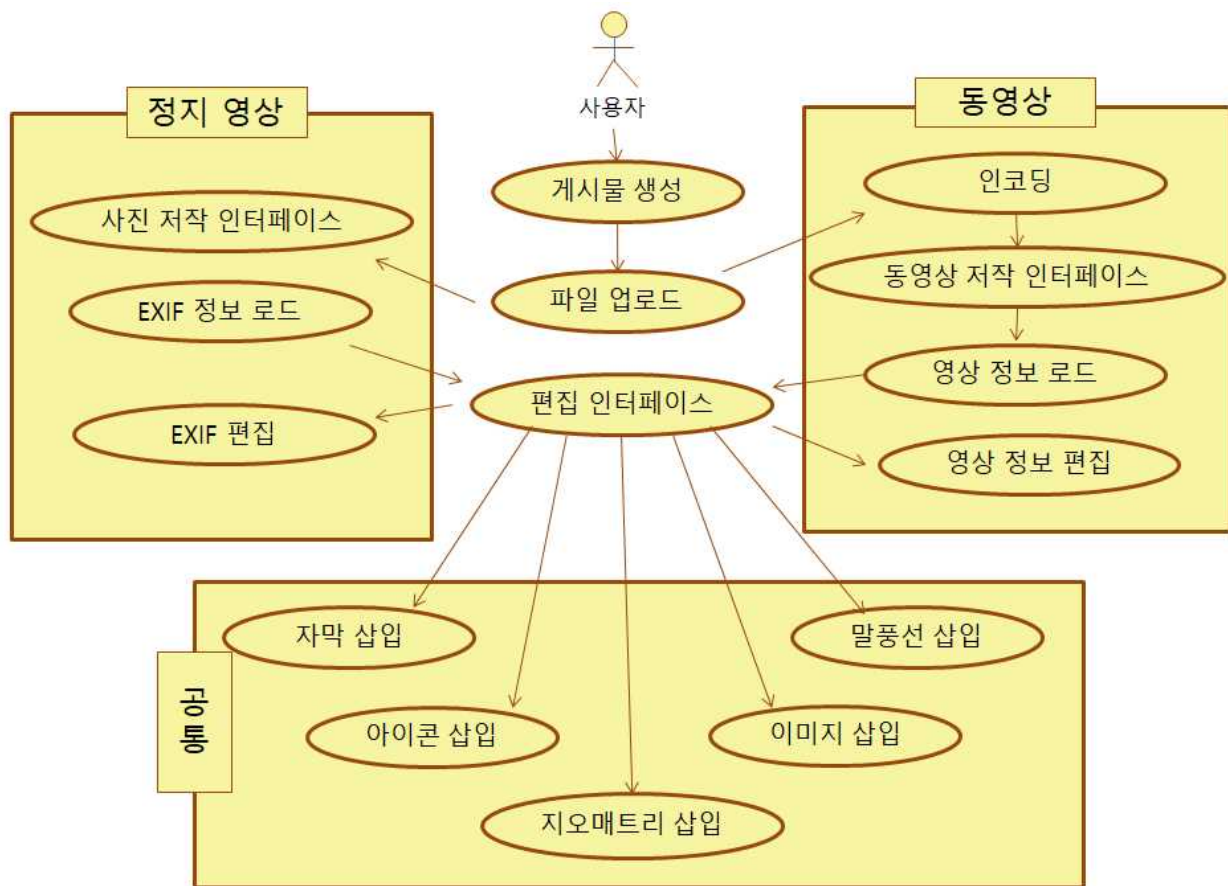 사용자
정지 영상
동영상
게시물 생성
인코딩
사진 저작 인터페이스
동영상 저작 인터페이스
파일 업로드
EXIF 정보 로드
영상 정보 로드
편집 인터페이스
EXIF 편집
영상 정보 편집
자막 삽입
말풍선 삽입
공통
아이콘 삽입
이미지 삽입
지오매트리 삽입